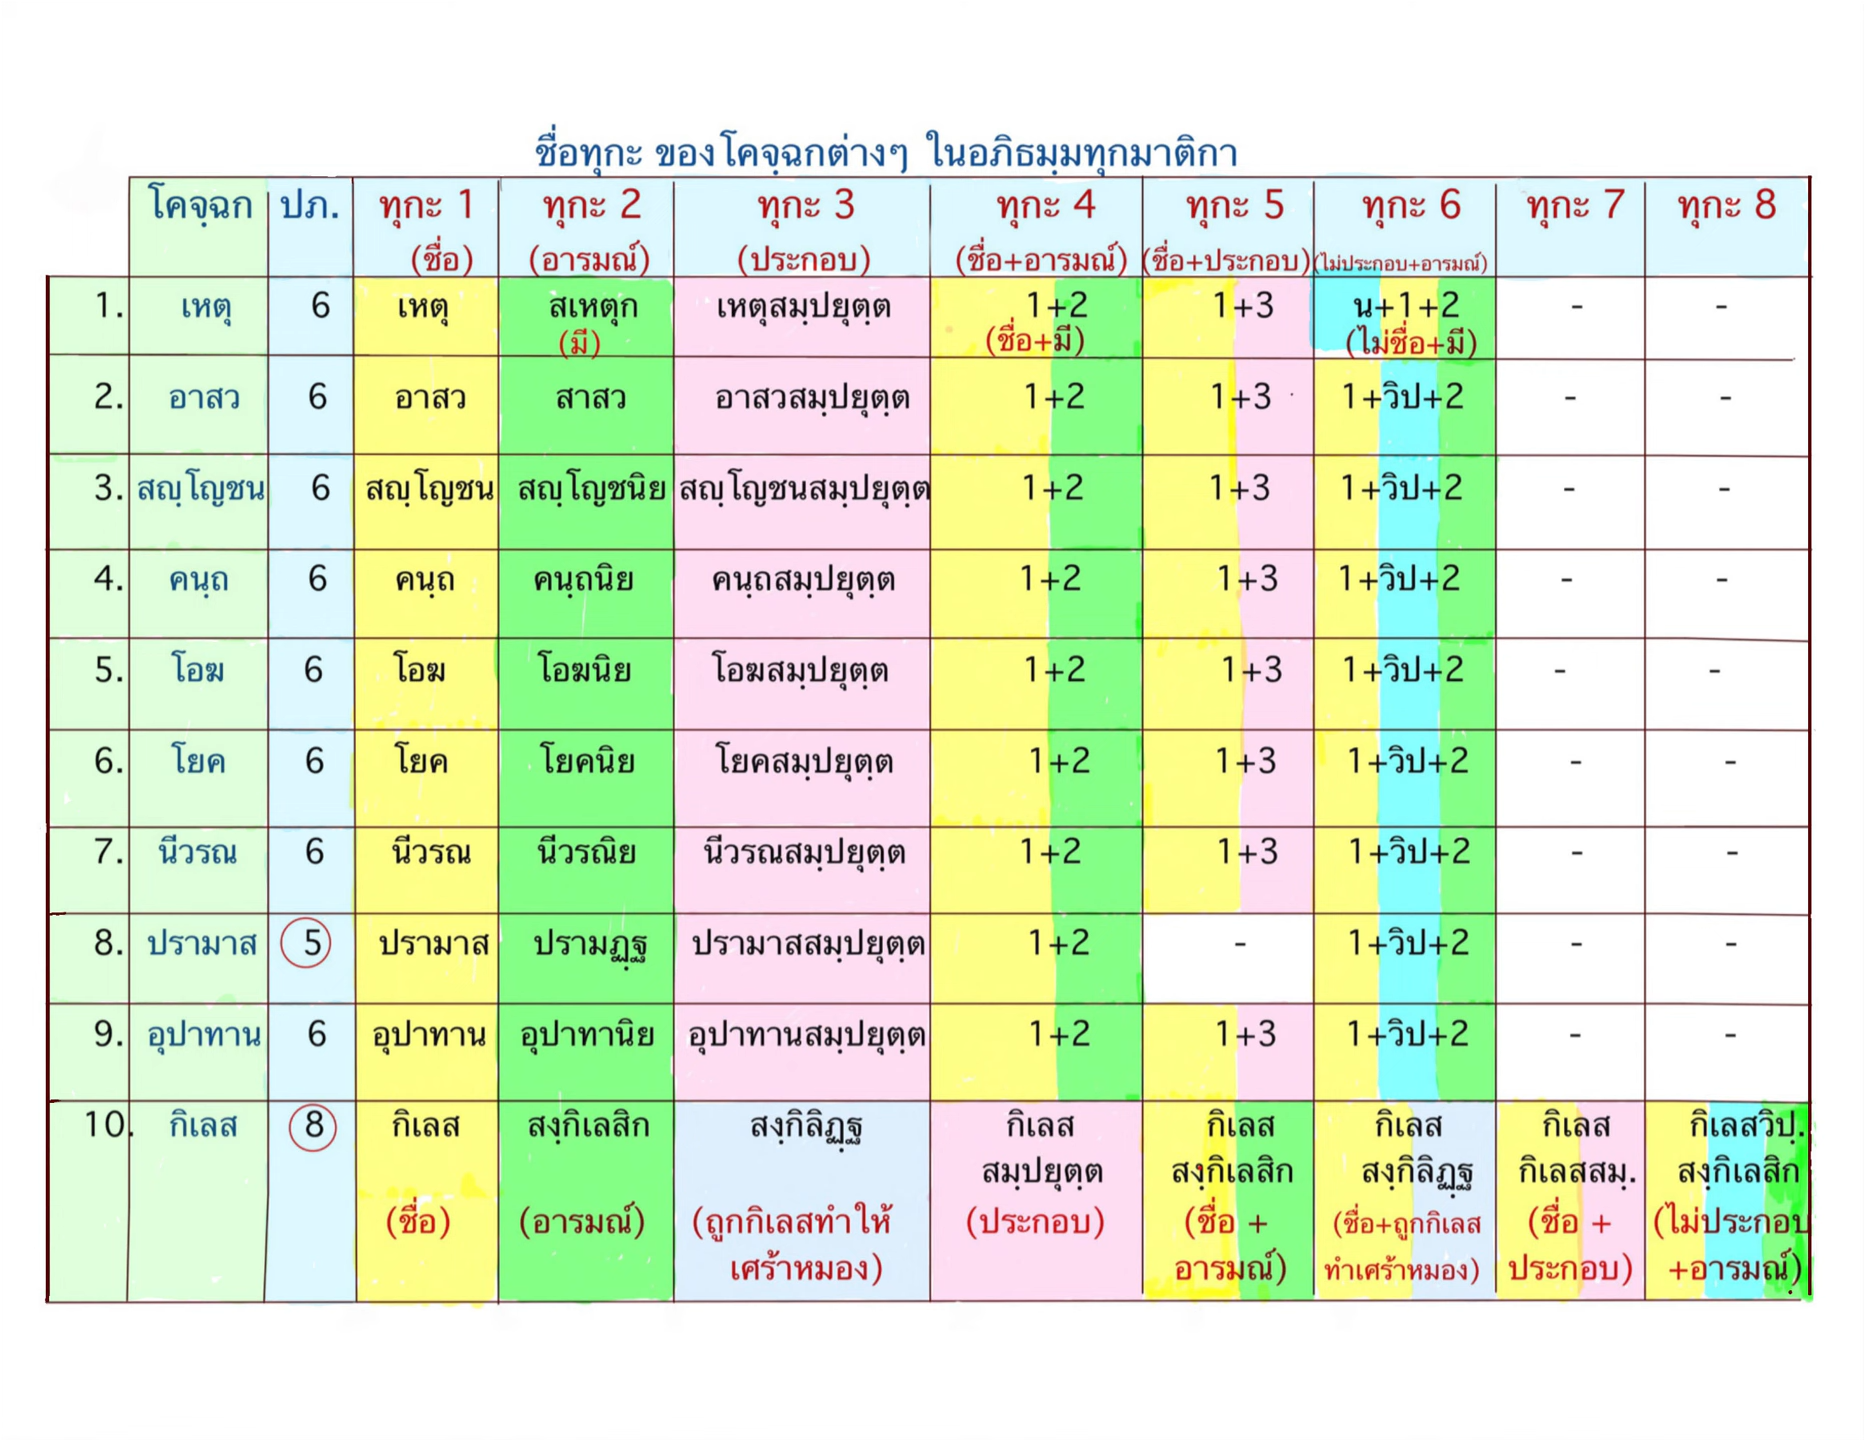 ชื่อทุกะ ของโคจฺฉกต่างๆ ในอภิธมฺมทุกมาติกา
โคจฺฉก ปภ. ทุกะ 1 ทุกะ 2 ทุกะ 3 ทุกะ 4 ทุกะ 5 ทุกะ 6 ทุกะ 7 ทุกะ 8
(ชื่อ) (อารมณ์) (ประกอบ) (ชื่อ+อารมณ์) (ชื่อ+ประกอบ) (ไม่ประกอบ+อารมณ์)
1. เหตุ 6 เหตุ สเหตุก เหตุสมฺปยุตฺต 1+2 1+3 น+1+2 - -
(มี) (ชื่อ+มี) (ไม่ชื่อ+มี)
2. อาสว 6 อาสว สาสว อาสวสมฺปยุตฺต 1+2 1+3 1+วิป+2 - -
3. สญฺโญชน 6 สญฺโญชน สญฺโญชนิย สญฺโญชนสมฺปยุตฺต 1+2 1+3 1+วิป+2 - -
4. คนฺถ 6 คนฺถ คนฺถนิย คนฺถสมฺปยุตฺต 1+2 1+3 1+วิป+2 - -
5. โอฆ 6 โอฆ โอฆนิย โอฆสมฺปยุตฺต 1+2 1+3 1+วิป+2 - -
6. โยค 6 โยค โยคนิย โยคสมฺปยุตฺต 1+2 1+3 1+วิป+2 - -
7. นีวรณ 6 นีวรณ นีวรณิย นีวรณสมฺปยุตฺต 1+2 1+3 1+วิป+2 - -
8. ปรามาส 5 ปรามาส ปรามฏฺฐ ปรามาสสมฺปยุตฺต 1+2 - 1+วิป+2 - -
9. อุปาทาน 6 อุปาทาน อุปาทานิย อุปาทานสมฺปยุตฺต 1+2 1+3 1+วิป+2 - -
10. กิเลส 8 กิเลส สงฺกิเลสิก สงฺกิลิฏฺฐ กิเลส กิเลส กิเลส กิเลส กิเลสวิปฺ.
สมฺปยุตฺต สงฺกิเลสิก สงฺกิลิฏฺฐ กิเลสสมฺ. สงฺกิเลสิก
(ชื่อ) (อารมณ์) (ถูกกิเลสทำให้ (ประกอบ) (ชื่อ + (ชื่อ+ถูกกิเลส (ชื่อ + (ไม่ประกอบ
เศร้าหมอง) อารมณ์) ทำเศร้าหมอง) ประกอบ) +อารมณ์)